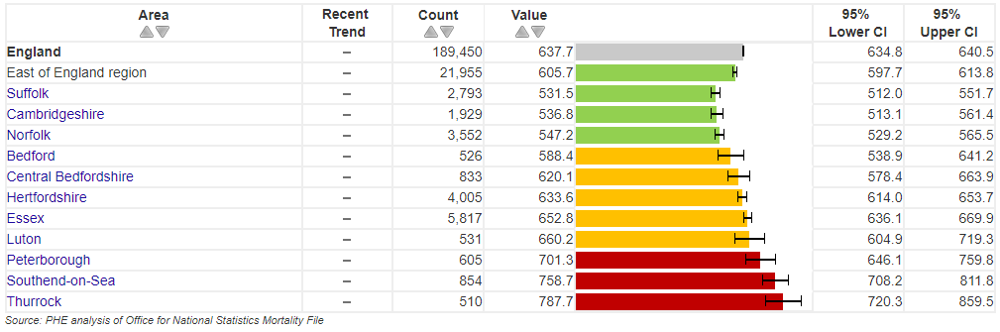 Area Recent Trend Count Value 95% Lower CI 95% Upper CI
England – 189,450 637.7 634.8 640.5
East of England region – 21,955 605.7 597.7 613.8
Suffolk – 2,793 531.5 512.0 551.7
Cambridgeshire – 1,929 536.8 513.1 561.4
Norfolk – 3,552 547.2 529.2 565.5
Bedford – 526 588.4 538.9 641.2
Central Bedfordshire – 833 620.1 578.4 663.9
Hertfordshire – 4,005 633.6 614.0 653.7
Essex – 5,817 652.8 636.1 669.9
Luton – 531 660.2 604.9 719.3
Peterborough – 605 701.3 646.1 759.8
Southend-on-Sea – 854 758.7 708.2 811.8
Thurrock – 510 787.7 720.3 859.5
Source: PHE analysis of Office for National Statistics Mortality File